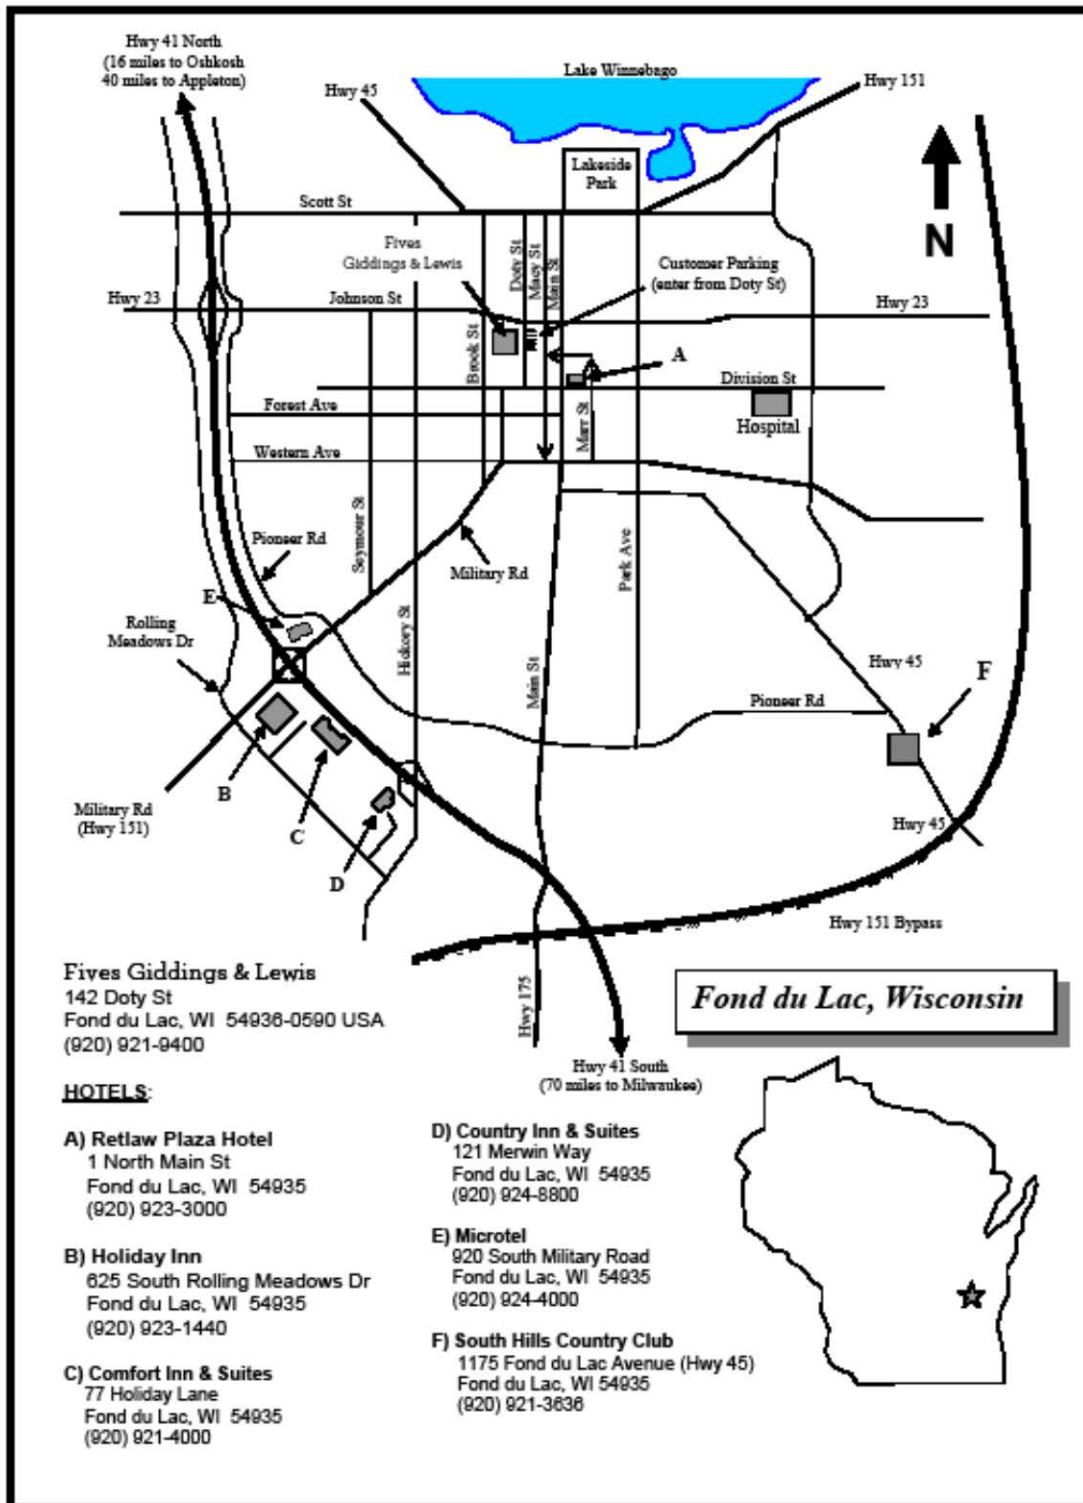 Hwy 41 North
(16 miles to Oshkosh
40 miles to Appleton)
Hwy 45
Lake Winnebago
Hwy 151
Lakeside
Park
Scott St
N
Fives
Giddings & Lewis
Doty St
Macy St
Main St
Customer Parking
(enter from Doty St)
Hwy 23
Johnson St
Hwy 23
Brook St
A
Division St
Forest Ave
Marr St
Hospital
Western Ave
Seymour St
Pioneer Rd
Military Rd
Park Ave
E
Rolling
Meadows Dr
Hickory St
Main St
Hwy 45
F
Pioneer Rd
B
Military Rd
(Hwy 151)
C
D
Hwy 45
Hwy 151 Bypass
Hwy 175
Hwy 41 South
(70 miles to Milwaukee)
Fond du Lac, Wisconsin
Fives Giddings & Lewis
142 Doty St
Fond du Lac, WI 54936-0590 USA
(920) 921-9400
HOTELS:
A) Retlaw Plaza Hotel
1 North Main St
Fond du Lac, WI 54935
(920) 923-3000
B) Holiday Inn
625 South Rolling Meadows Dr
Fond du Lac, WI 54935
(920) 923-1440
C) Comfort Inn & Suites
77 Holiday Lane
Fond du Lac, WI 54935
(920) 921-4000
D) Country Inn & Suites
121 Merwin Way
Fond du Lac, WI 54935
(920) 924-8800
E) Microtel
920 South Military Road
Fond du Lac, WI 54935
(920) 924-4000
F) South Hills Country Club
1175 Fond du Lac Avenue (Hwy 45)
Fond du Lac, WI 54935
(920) 921-3636